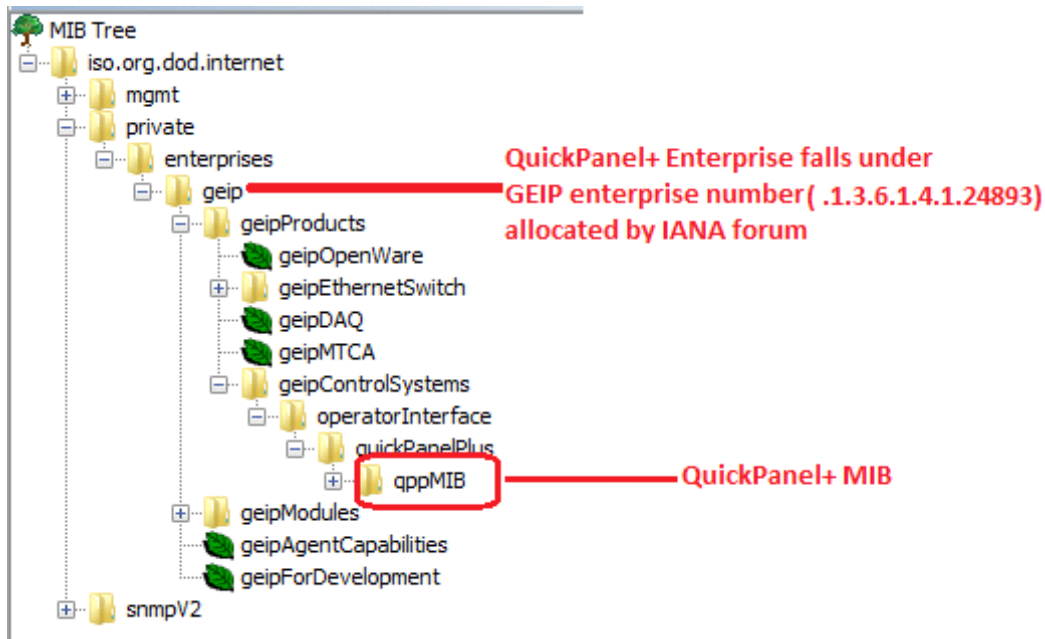 MIB Tree
iso.org.dod.internet
mgmt
private
enterprises
geip
QuickPanel+ Enterprise falls under
GEIP enterprise number( .1.3.6.1.4.1.24893)
allocated by IANA forum
geipProducts
geipOpenWare
geipEthernetSwitch
geipDAQ
geipMTCA
geipControlSystems
operatorInterface
quickPanelPlus
qppMIB
QuickPanel+ MIB
geipModules
geipAgentCapabilities
geipForDevelopment
snmpV2